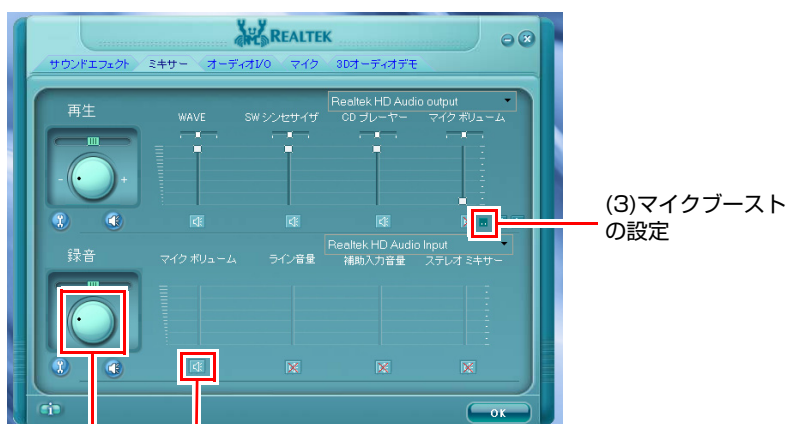 REALTEK
サウンドエフェクト ミキサー オーディオI/O マイク 3Dオーディオデモ
再生
Realtek HD Audio output
WAVE SW シンセサイザ CD プレーヤー マイク ボリューム
- +
(3)マイクブースト
の設定
録音
Realtek HD Audio Input
マイク ボリューム ライン音量 補助入力音量 ステレオ ミキサー
i
OK